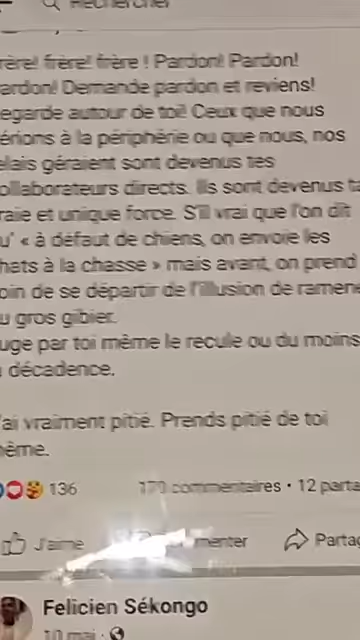 Rechercher
rère! frère! frère ! Pardon! Pardon!
ardon! Demande pardon et reviens!
egarde autour de toi! Ceux que nous
érions à la périphérie ou que nous, nos
elais géraient sont devenus tes
ollaborateurs directs. Ils sont devenus ta
raie et unique force. S'il vrai que l'on dit
u' « à défaut de chiens, on envoie les
hats à la chasse » mais avant, on prend
oin de se départir de l'illusion de ramene
u gros gibier.
uge par toi même le recule ou du moins
a décadence.
'ai vraiment pitié. Prends pitié de toi
ême.
136 179 commentaires • 12 parta
J'aime menter Partag
Felicien Sékongo
10 mai